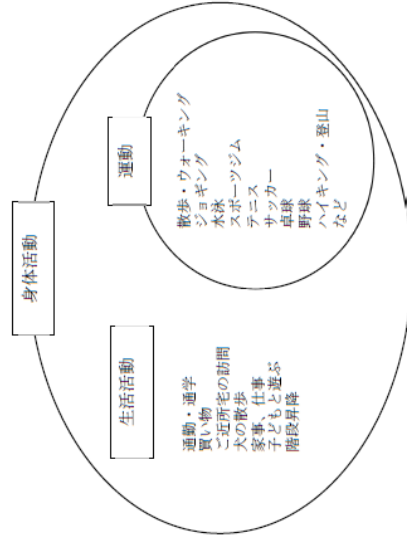 身体活動
生活活動
通勤・通学
買い物
ご近所宅の訪問
犬の散歩
家事、仕事
子どもと遊ぶ
階段昇降
運動
散歩・ウォーキング
ジョギング
水泳
スポーツジム
テニス
サッカー
卓球
野球
ハイキング・登山
など